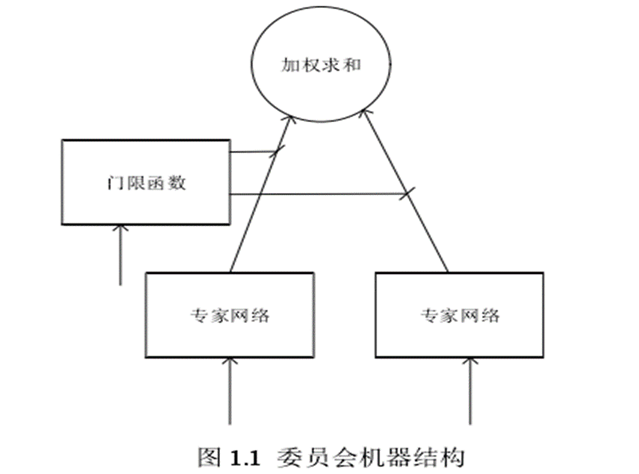 加权求和
门限函数
专家网络 专家网络
图 1.1 委员会机器结构